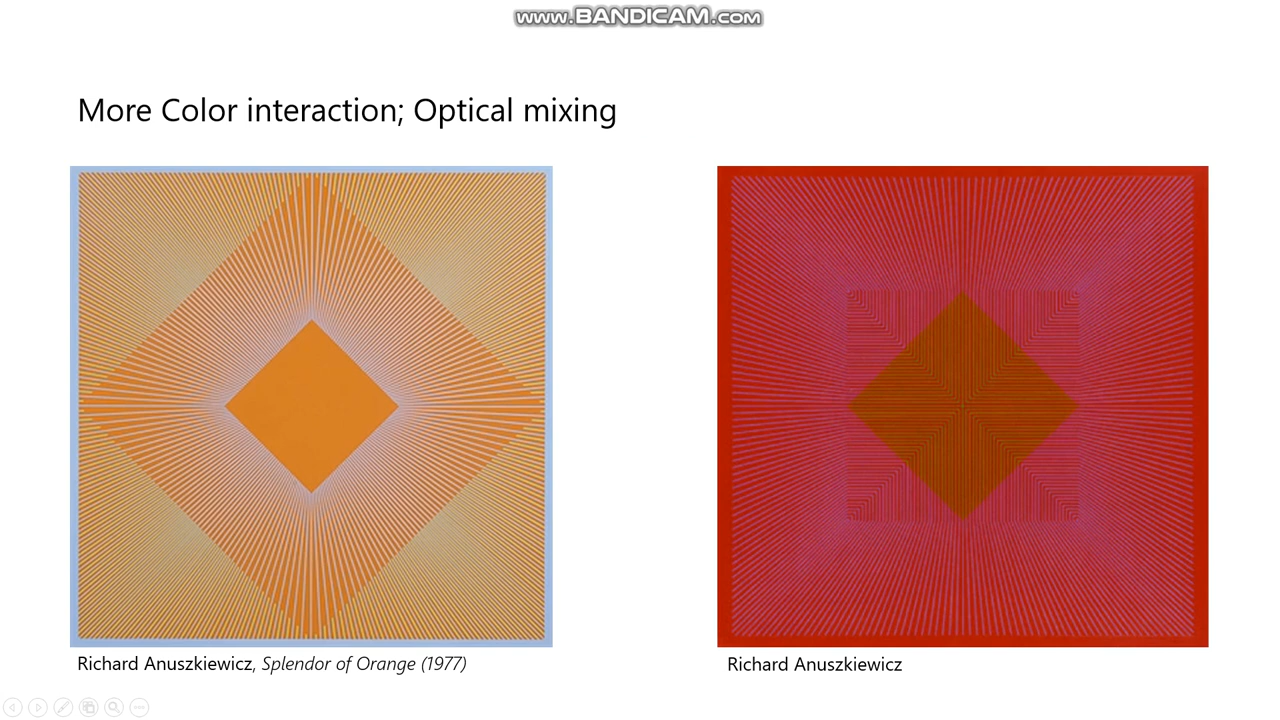 www.BANDICAM.com
More Color interaction; Optical mixing
Richard Anuszkiewicz, Splendor of Orange (1977)
Richard Anuszkiewicz